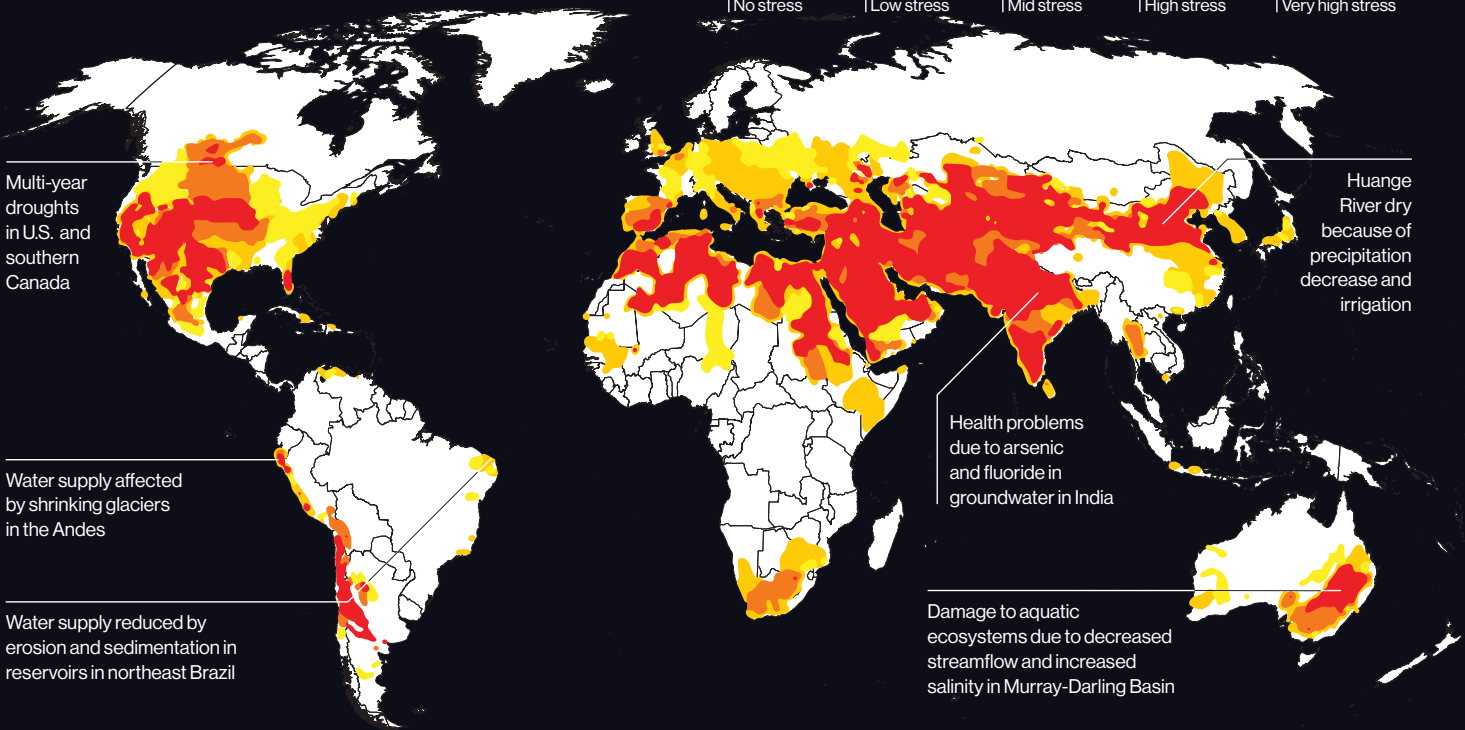 No stress
Low stress
Mid stress
High stress
Very high stress
Multi-year
droughts
in U.S. and
southern
Canada
Huange
River dry
because of
precipitation
decrease and
irrigation
Health problems
due to arsenic
and fluoride in
groundwater in India
Water supply affected
by shrinking glaciers
in the Andes
Water supply reduced by
erosion and sedimentation in
reservoirs in northeast Brazil
Damage to aquatic
ecosystems due to decreased
streamflow and increased
salinity in Murray-Darling Basin